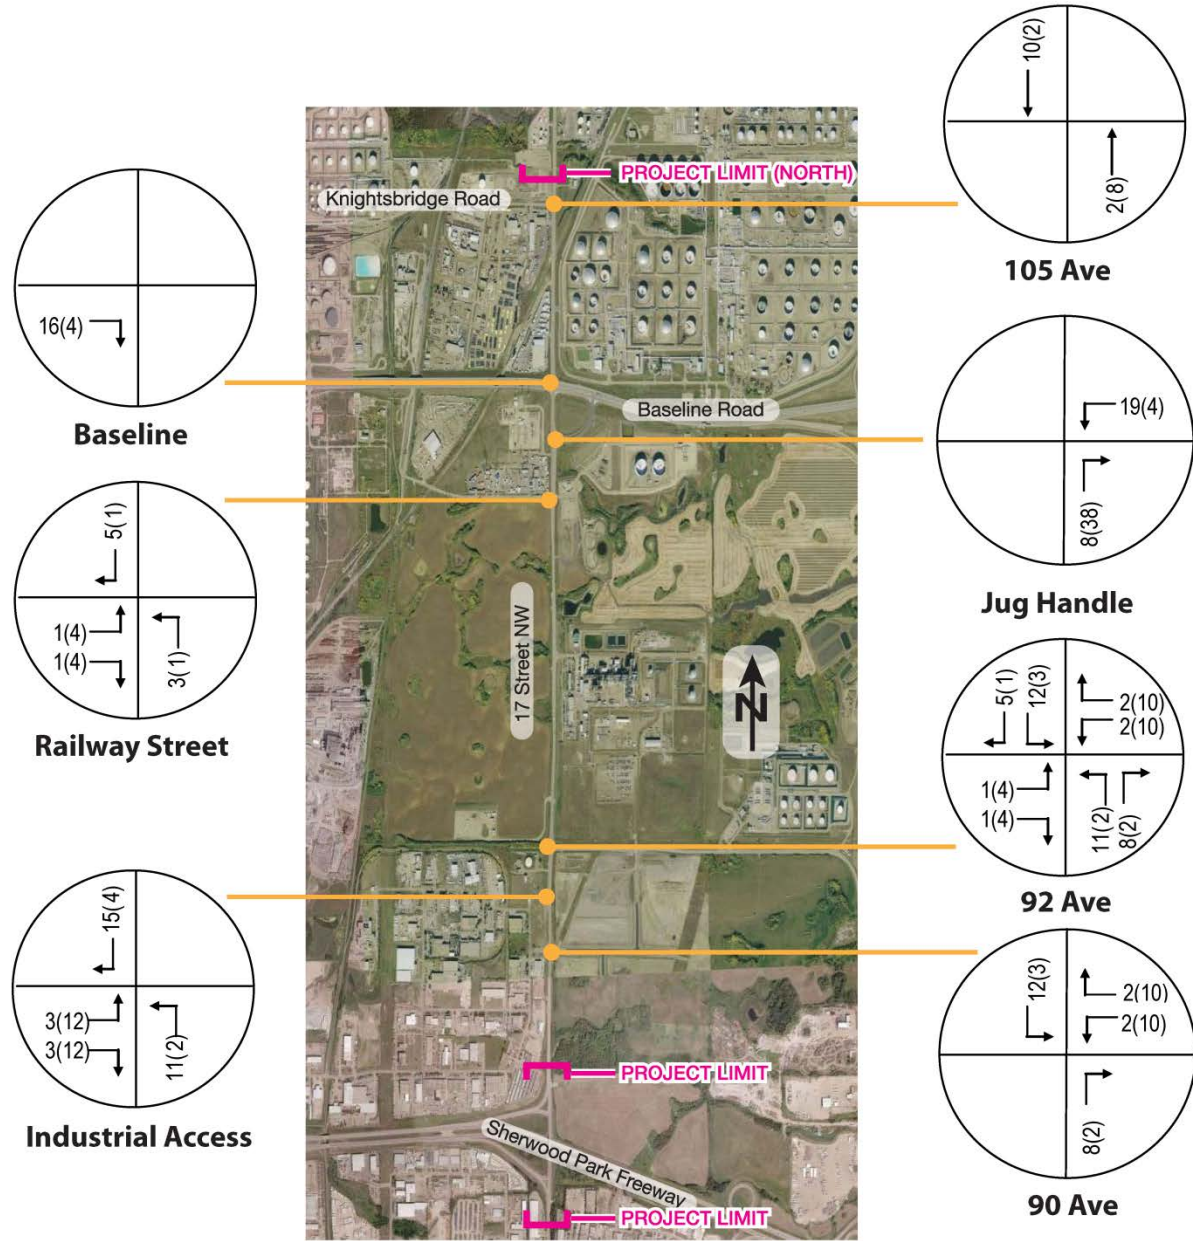 10(2)
2(8)
105 Ave
PROJECT LIMIT (NORTH)
Knightsbridge Road
16(4)
Baseline
Baseline Road
19(4)
8(38)
Jug Handle
5(1)
1(4)
1(4)
3(1)
Railway Street
17 Street NW
N
5(1)
12(3)
2(10)
2(10)
1(4)
1(4)
11(2)
8(2)
92 Ave
15(4)
3(12)
3(12)
11(2)
Industrial Access
12(3)
2(10)
2(10)
8(2)
90 Ave
PROJECT LIMIT
Sherwood Park Freeway
PROJECT LIMIT